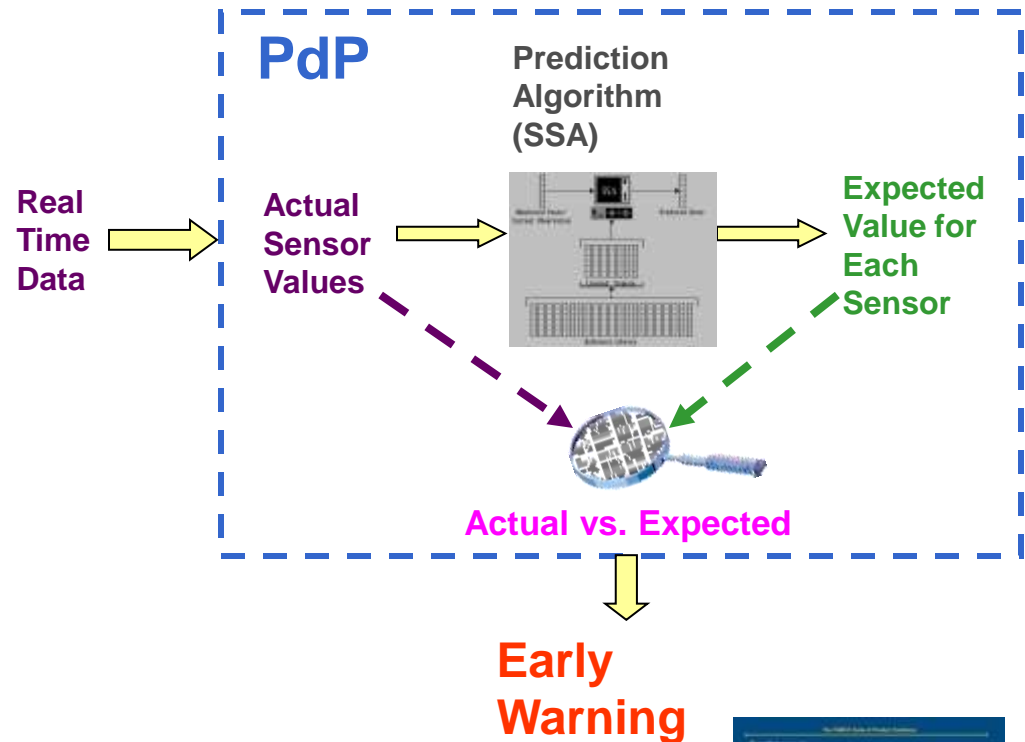 PdP
Prediction
Algorithm
(SSA)
Real
Time
Data
Actual
Sensor
Values
Expected
Value for
Each
Sensor
Actual vs. Expected
Early
Warning